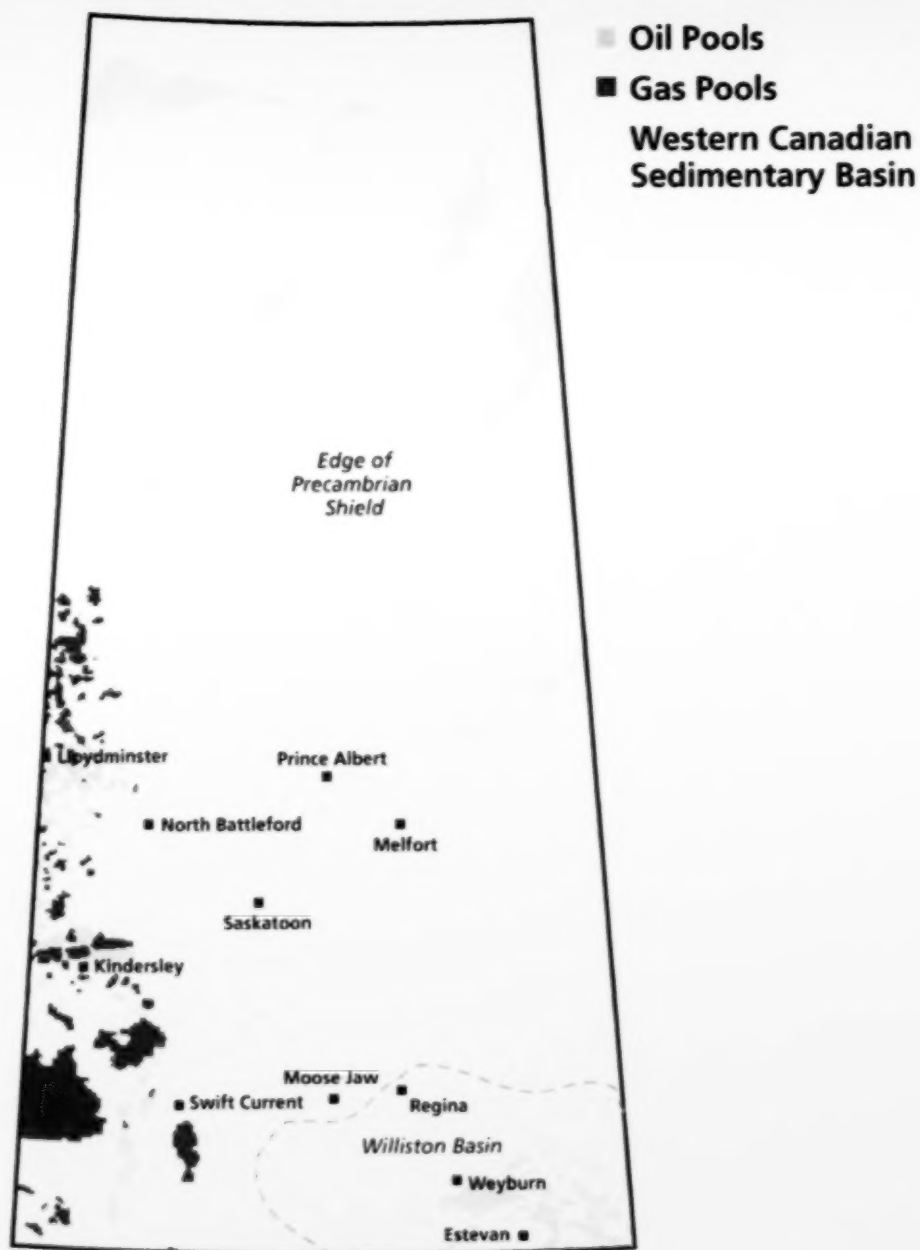 Oil Pools
Gas Pools
Western Canadian
Sedimentary Basin
Edge of
Precambrian
Shield
Lloydminster
Prince Albert
North Battleford
Melfort
Saskatoon
Kindersley
Moose Jaw
Swift Current
Regina
Williston Basin
Weyburn
Estevan